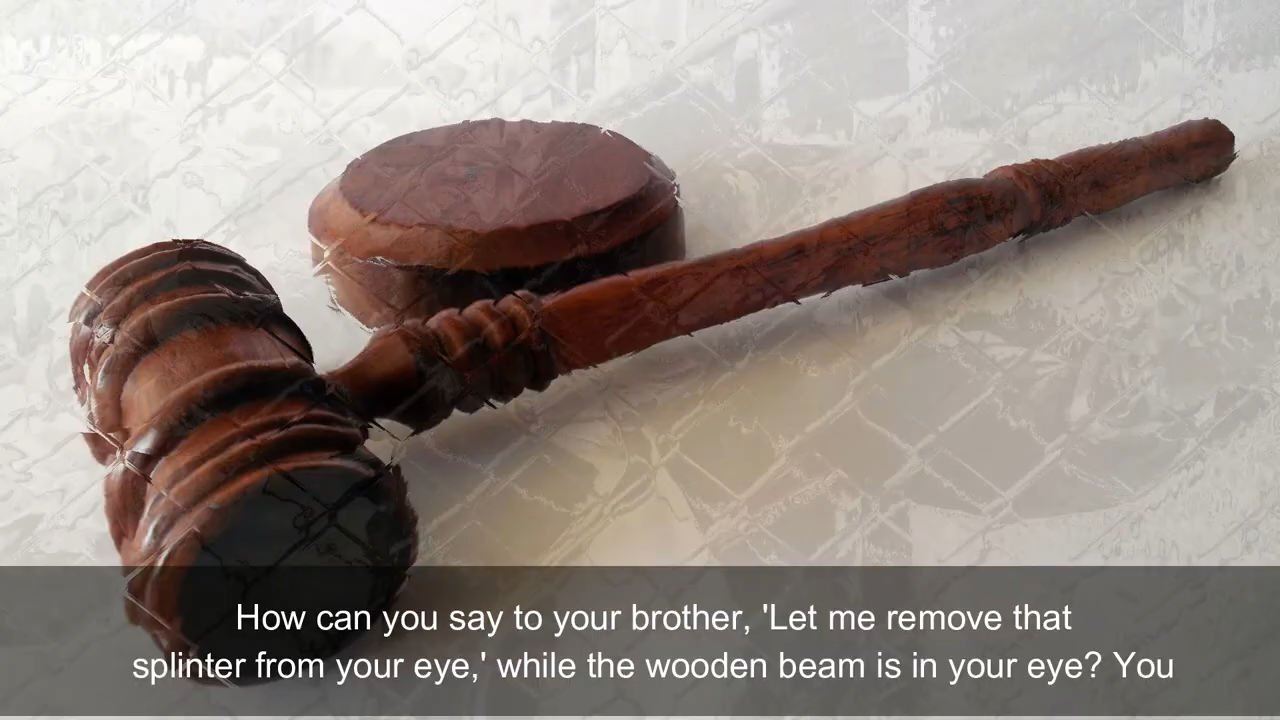 How can you say to your brother, 'Let me remove that
splinter from your eye,' while the wooden beam is in your eye? You